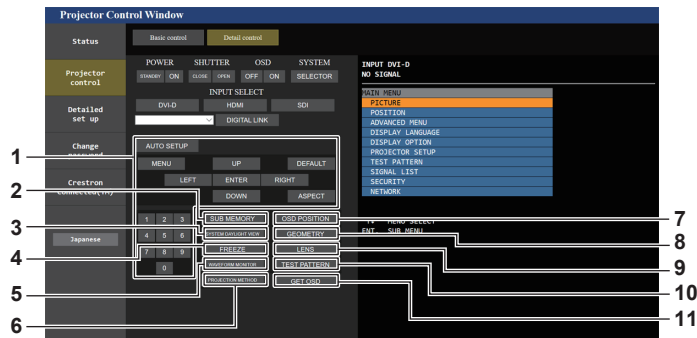 Projector Control Window
Status
Projector control
Detailed set up
Change password
Crestron Connected(TM)
Japanese
Basic control Detail control
POWER SHUTTER OSD SYSTEM
STANDBY ON CLOSE OPEN OFF ON SELECTOR
INPUT SELECT
DVI-D HDMI SDI
DIGITAL LINK
AUTO SETUP
MENU UP DEFAULT
LEFT ENTER RIGHT
DOWN ASPECT
1 2 3 SUB MEMORY OSD POSITION
4 5 6 SYSTEM DAYLIGHT VIEW GEOMETRY
7 8 9 FREEZE LENS
WAVEFORM MONITOR TEST PATTERN
0 PROJECTION METHOD GET OSD
INPUT DVI-D
NO SIGNAL
MAIN MENU
PICTURE
POSITION
ADVANCED MENU
DISPLAY LANGUAGE
DISPLAY OPTION
PROJECTOR SETUP
TEST PATTERN
SIGNAL LIST
SECURITY
NETWORK
MENU SELECT
ENT SUB MENU
1
2
3
4
5
6
7
8
9
10
11